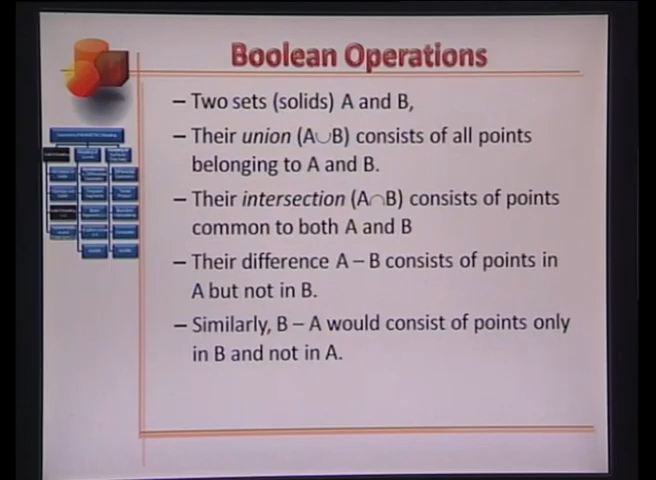 Boolean Operations
– Two sets (solids) A and B,
– Their union (A∪B) consists of all points
belonging to A and B.
– Their intersection (A∩B) consists of points
common to both A and B
– Their difference A – B consists of points in
A but not in B.
– Similarly, B – A would consist of points only
in B and not in A.